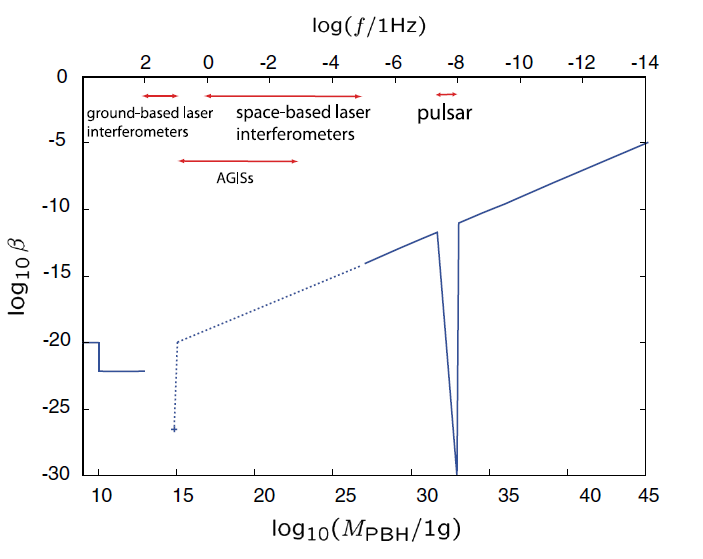 log(f/1Hz)
2 0 -2 -4 -6 -8 -10 -12 -14
0
ground-based laser
interferometers
space-based laser
interferometers
pulsar
AGISs
-5
-10
-15
-20
-25
-30
log10β
10 15 20 25 30 35 40 45
log10(MPBH/1g)